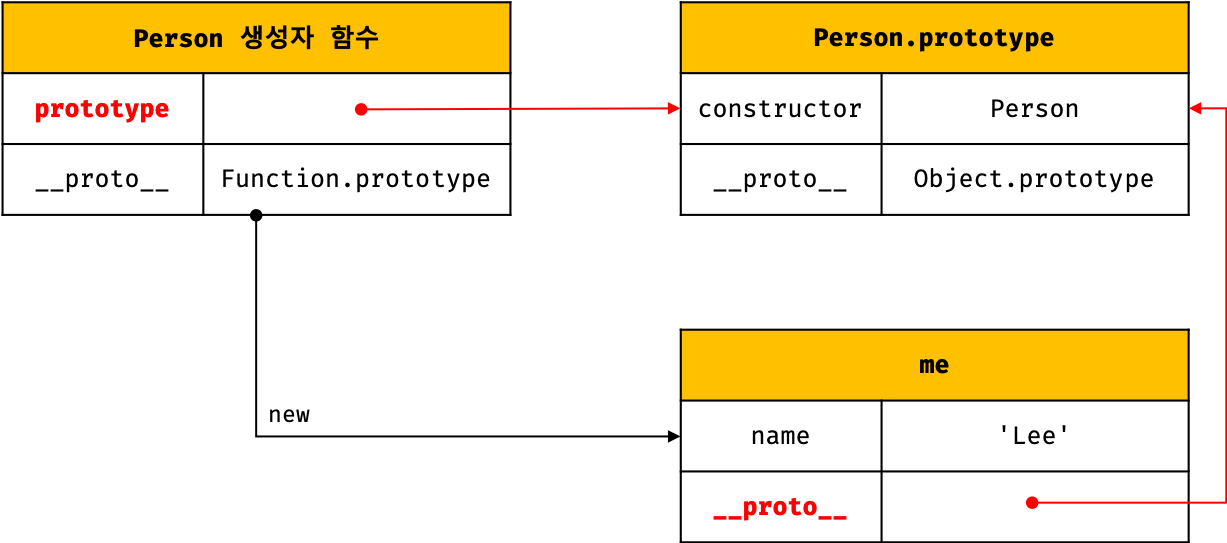 Person 생성자 함수
prototype
__proto__ Function.prototype
Person.prototype
constructor Person
__proto__ Object.prototype
new
me
name 'Lee'
__proto__